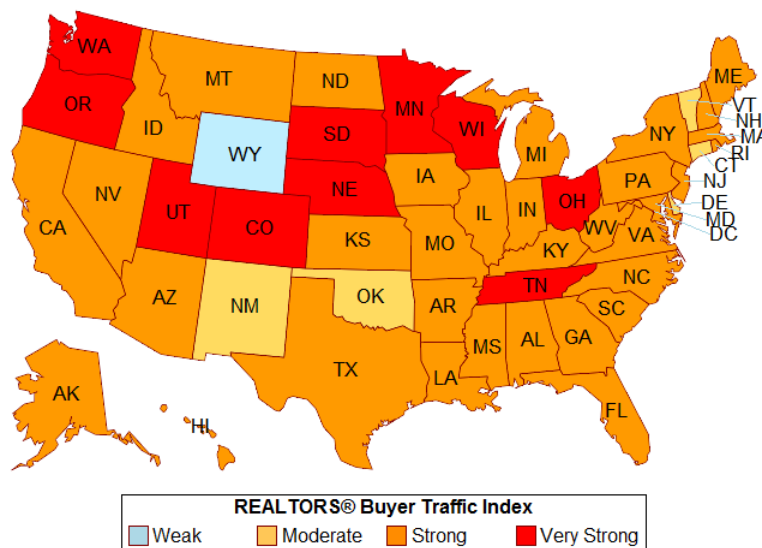 WA
MT
ND
MN
ME
VT
NH
MA
RI
CT
NJ
DE
MD
DC
OR
ID
SD
WI
NY
MI
WY
NE
IA
PA
NV
UT
CO
IL
IN
OH
CA
KS
MO
KY
WV
VA
AZ
NM
OK
AR
TN
NC
SC
TX
LA
MS
AL
GA
AK
HI
FL
REALTORS® Buyer Traffic Index
Weak Moderate Strong Very Strong